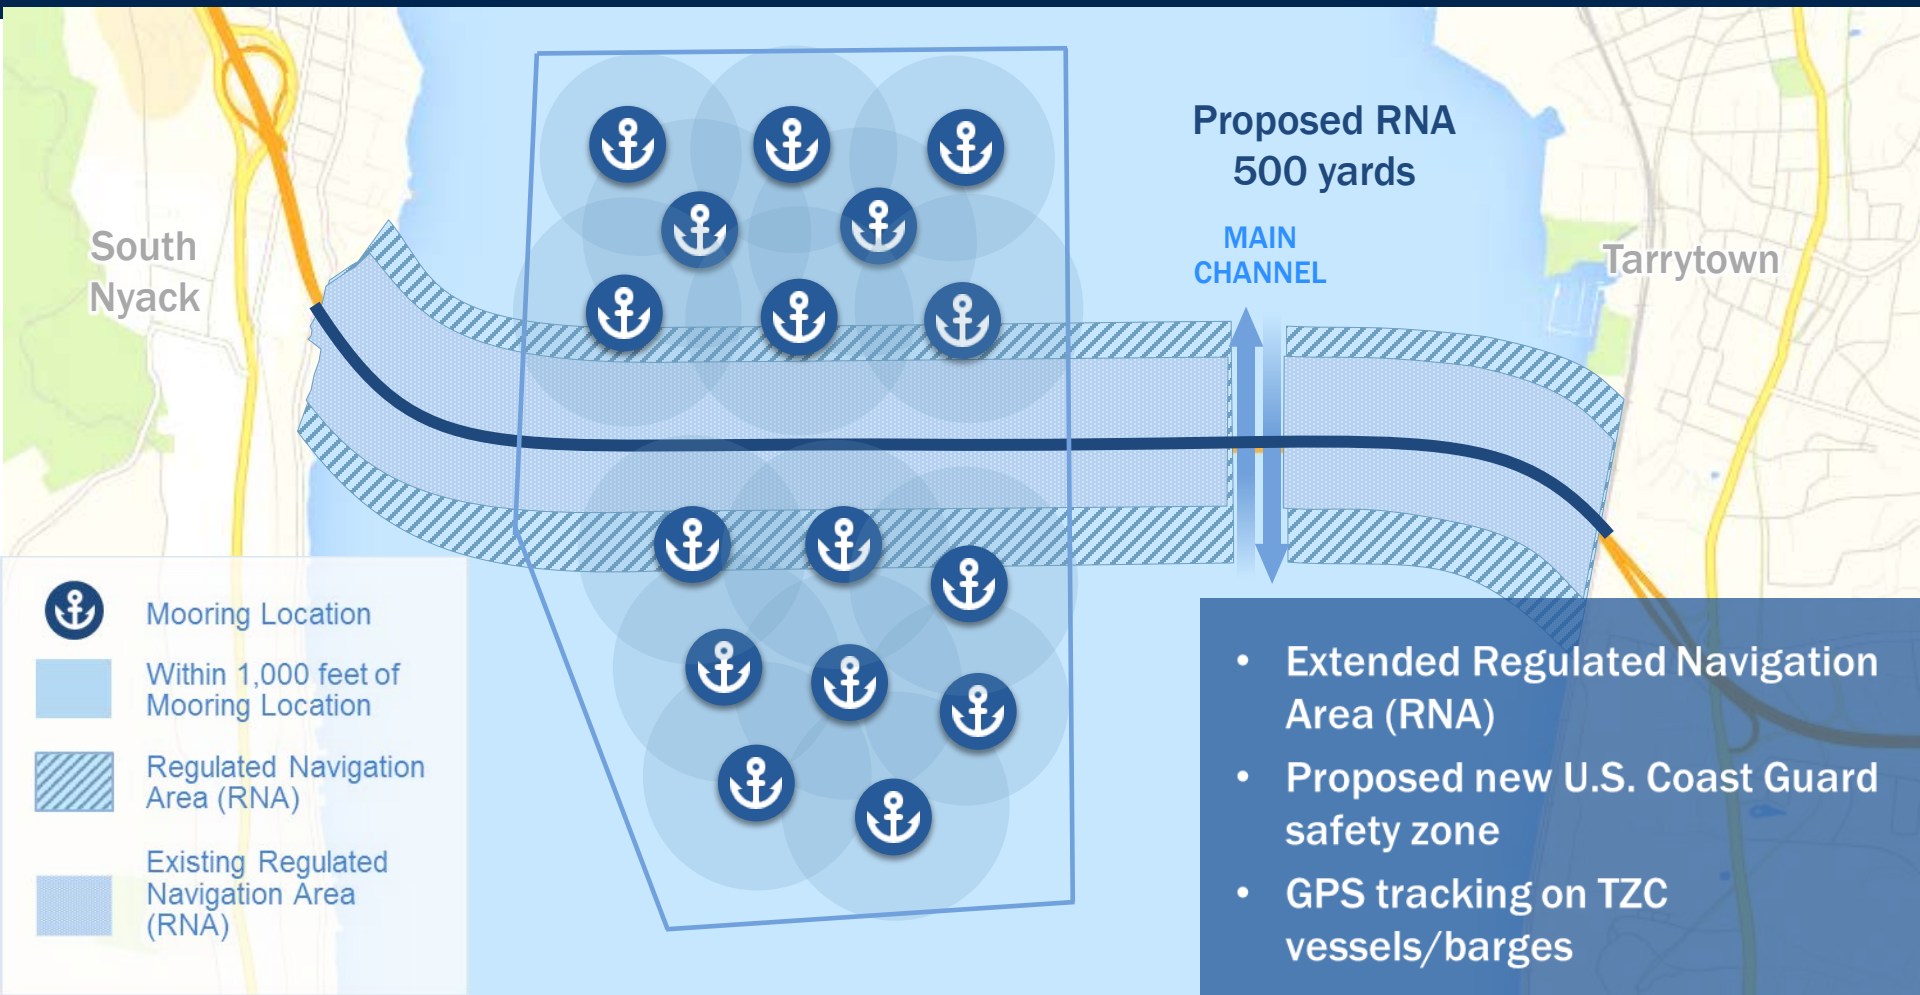 Proposed RNA
500 yards
MAIN
CHANNEL
South
Nyack
Tarrytown
Mooring Location
Within 1,000 feet of
Mooring Location
Regulated Navigation
Area (RNA)
Existing Regulated
Navigation Area
(RNA)
• Extended Regulated Navigation
Area (RNA)
• Proposed new U.S. Coast Guard
safety zone
• GPS tracking on TZC
vessels/barges